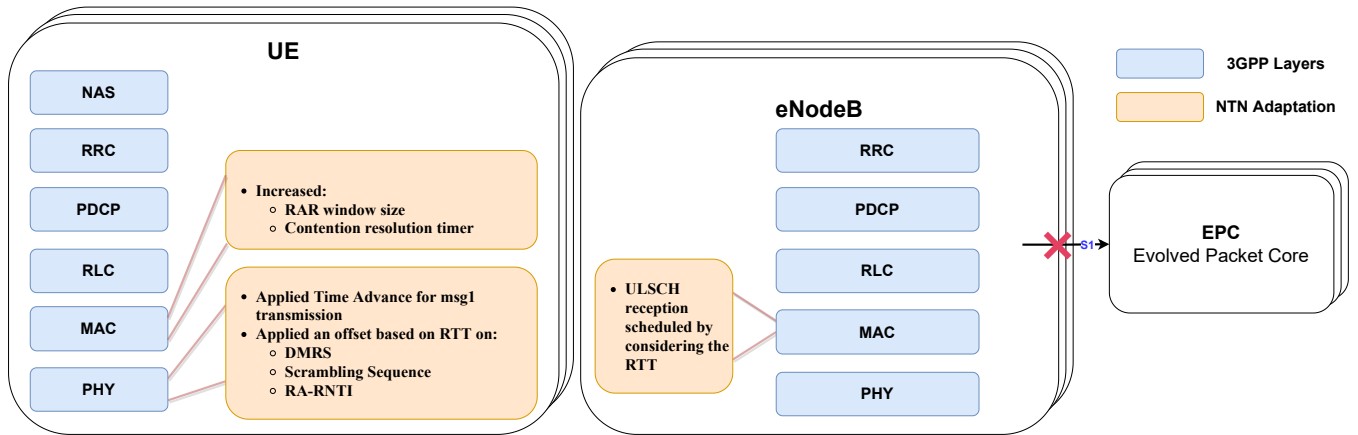 UE
NAS
RRC
PDCP
RLC
MAC
PHY
• Increased:
○ RAR window size
○ Contention resolution timer
• Applied Time Advance for msg1
transmission
• Applied an offset based on RTT on:
○ DMRS
○ Scrambling Sequence
○ RA-RNTI
eNodeB
RRC
PDCP
RLC
MAC
PHY
• ULSCH
reception
scheduled by
considering the
RTT
S1
3GPP Layers
NTN Adaptation
EPC
Evolved Packet Core